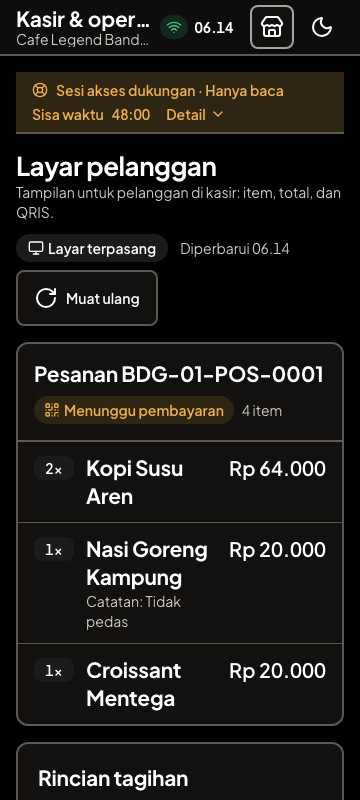 Kasir & oper...
Cafe Legend Band...
06.14
Sesi akses dukungan · Hanya baca
Sisa waktu 48:00 Detail
Layar pelanggan
Tampilan untuk pelanggan di kasir: item, total, dan
QRIS.
Layar terpasang Diperbarui 06.14
Muat ulang
Pesanan BDG-01-POS-0001
Menunggu pembayaran 4 item
2× Kopi Susu Rp 64.000
Aren
1× Nasi Goreng Rp 20.000
Kampung
Catatan: Tidak
pedas
1× Croissant Rp 20.000
Mentega
Rincian tagihan